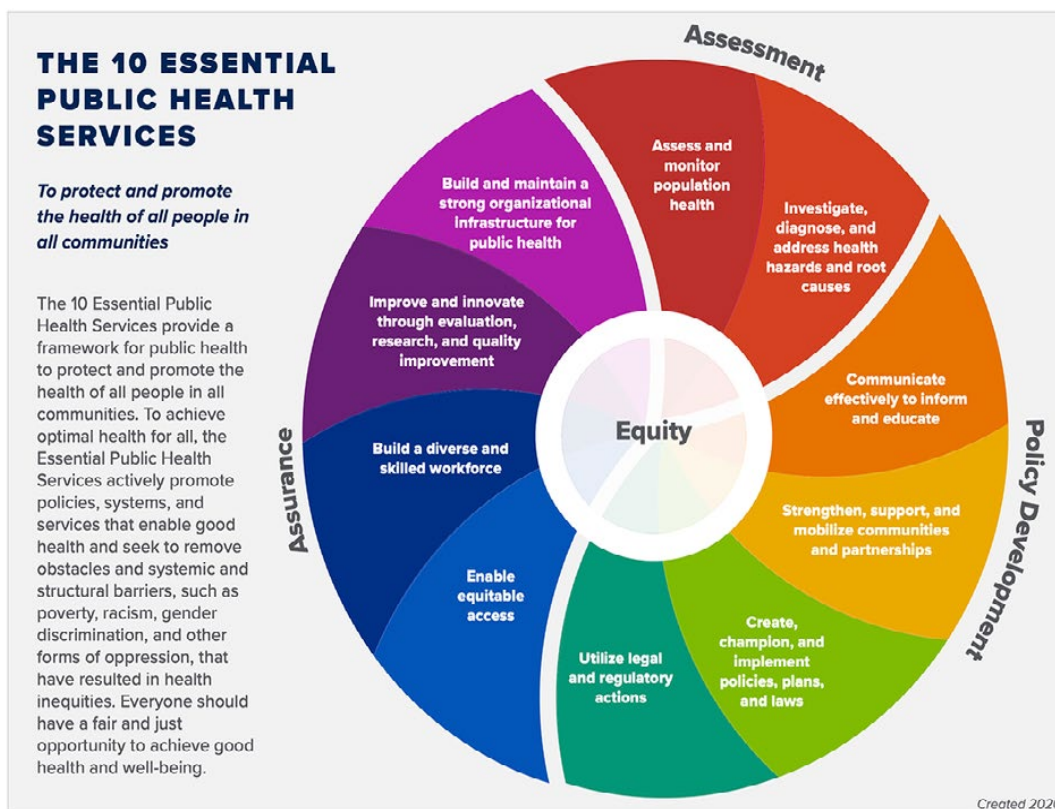 THE 10 ESSENTIAL
PUBLIC HEALTH
SERVICES
To protect and promote
the health of all people in
all communities
The 10 Essential Public
Health Services provide a
framework for public health
to protect and promote the
health of all people in all
communities. To achieve
optimal health for all, the
Essential Public Health
Services actively promote
policies, systems, and
services that enable good
health and seek to remove
obstacles and systemic and
structural barriers, such as
poverty, racism, gender
discrimination, and other
forms of oppression, that
have resulted in health
inequities. Everyone should
have a fair and just
opportunity to achieve good
health and well-being.
Assessment
Assess and
monitor
population
health
Investigate,
diagnose, and
address health
hazards and root
causes
Policy Development
Communicate
effectively to inform
and educate
Strengthen, support, and
mobilize communities
and partnerships
Create,
champion, and
implement
policies, plans,
and laws
Utilize legal
and regulatory
actions
Assurance
Enable
equitable
access
Build a diverse and
skilled workforce
Improve and innovate
through evaluation,
research, and quality
improvement
Build and maintain a
strong organizational
infrastructure for
public health
Equity
Created 2020